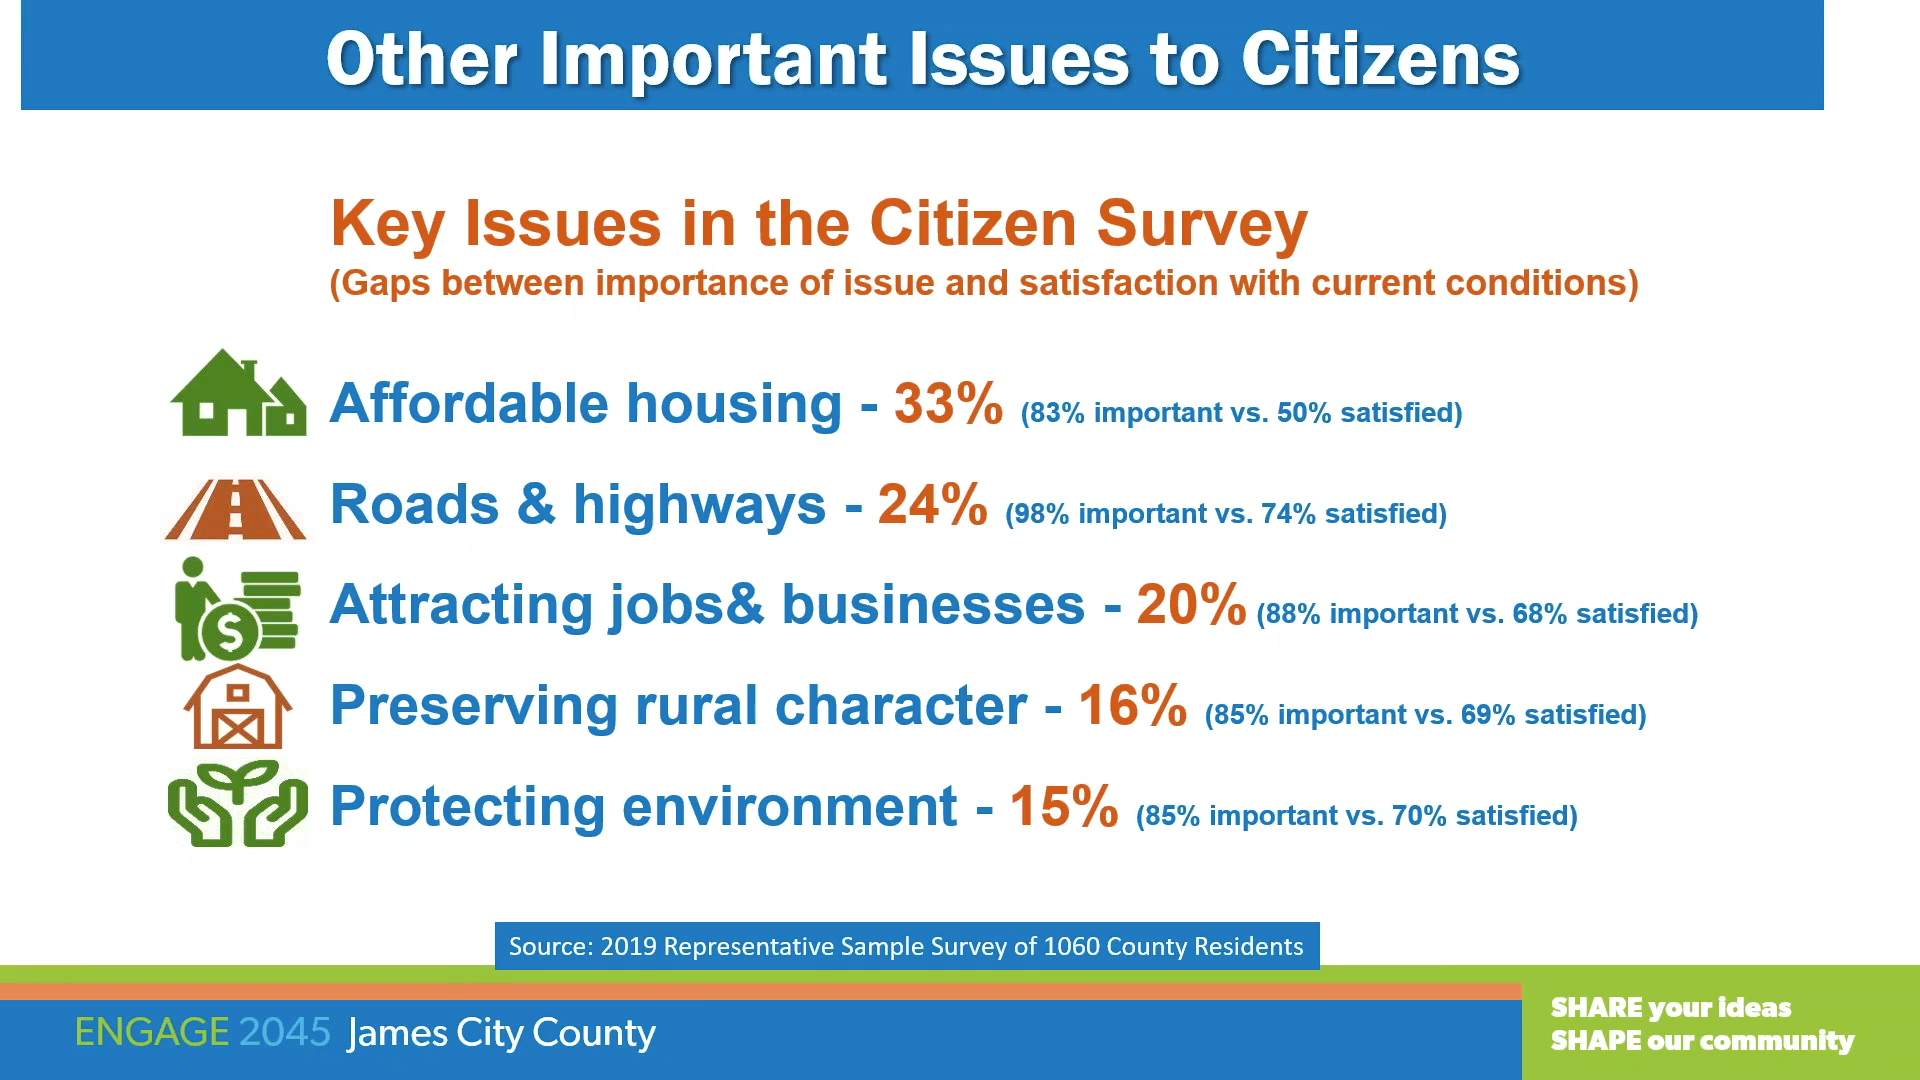 Other Important Issues to Citizens
Key Issues in the Citizen Survey
(Gaps between importance of issue and satisfaction with current conditions)
Affordable housing - 33% (83% important vs. 50% satisfied)
Roads & highways - 24% (98% important vs. 74% satisfied)
$
Attracting jobs& businesses - 20% (88% important vs. 68% satisfied)
Preserving rural character - 16% (85% important vs. 69% satisfied)
Protecting environment - 15% (85% important vs. 70% satisfied)
Source: 2019 Representative Sample Survey of 1060 County Residents
ENGAGE 2045 James City County
SHARE your ideas
SHAPE our community